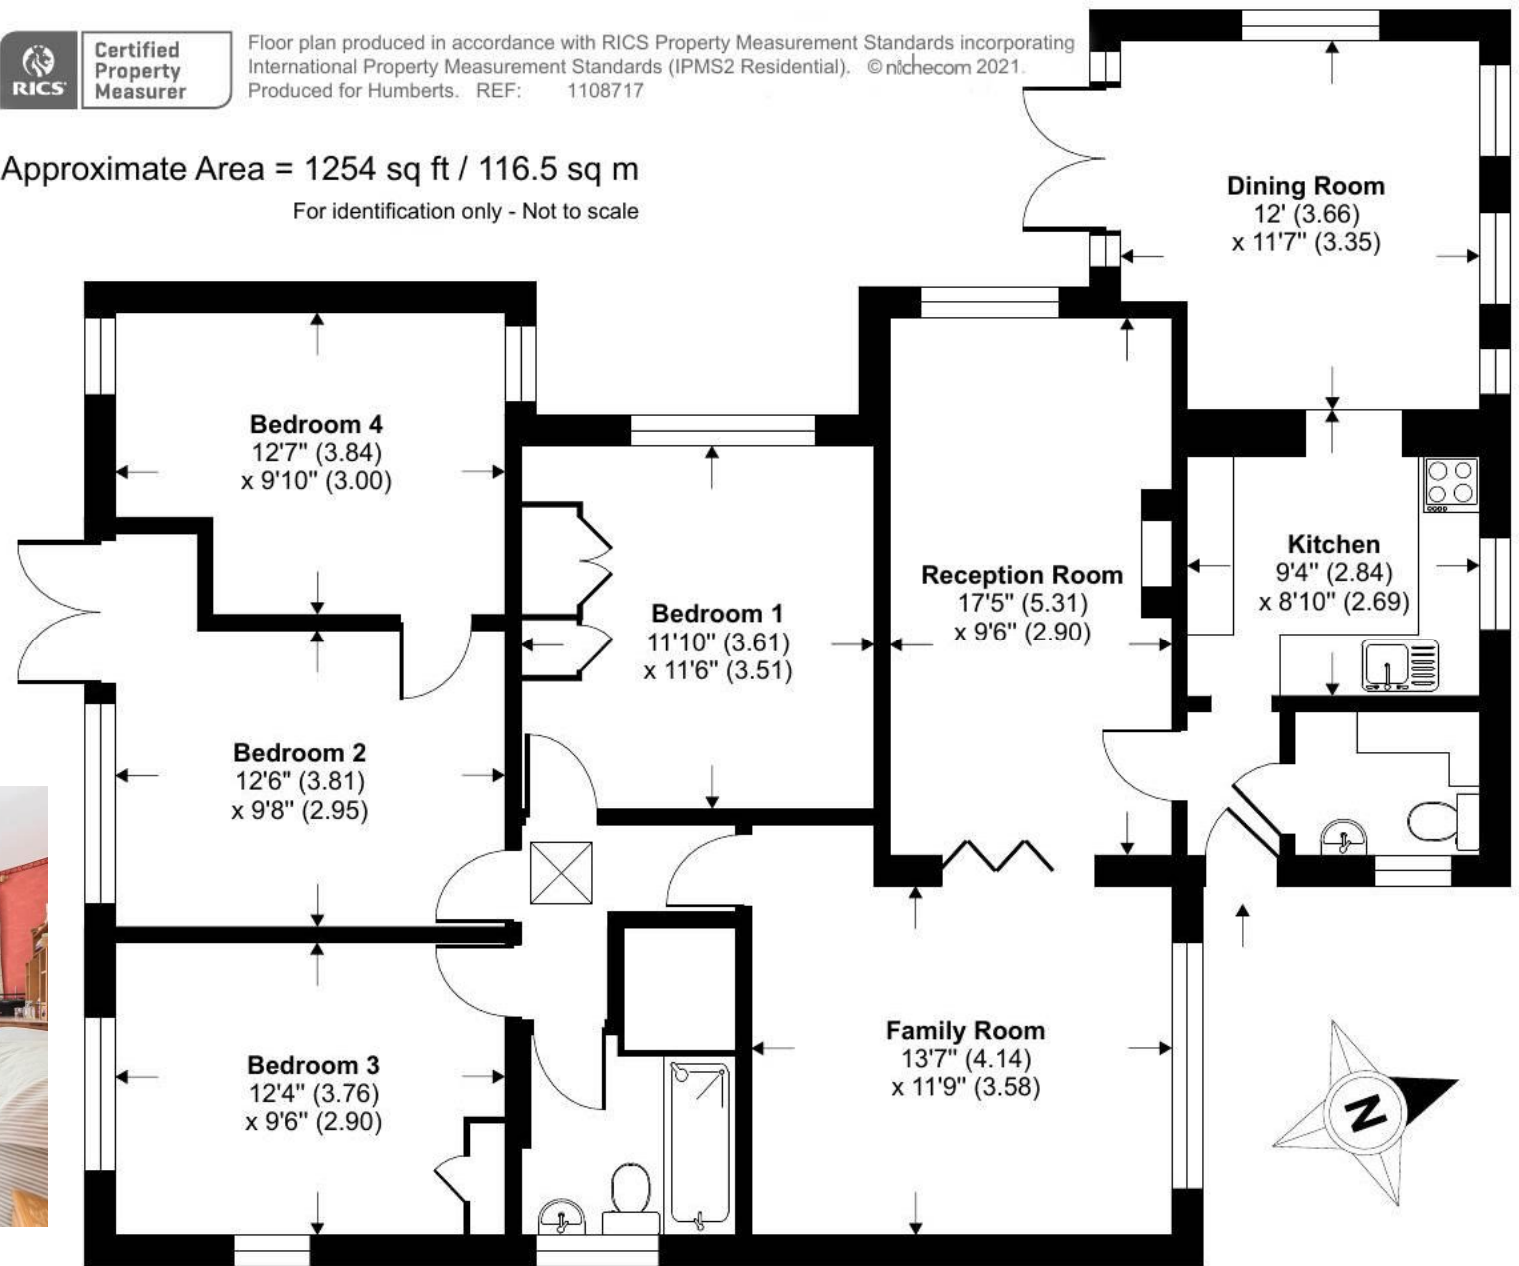 RICS
Certified
Property
Measurer
Floor plan produced in accordance with RICS Property Measurement Standards incorporating
International Property Measurement Standards (IPMS2 Residential). © nichecom 2021.
Produced for Humberts. REF: 1108717
Approximate Area = 1254 sq ft / 116.5 sq m
For identification only - Not to scale
Dining Room
12' (3.66)
x 11'7" (3.35)
Bedroom 4
12'7" (3.84)
x 9'10" (3.00)
Kitchen
9'4" (2.84)
x 8'10" (2.69)
Reception Room
17'5" (5.31)
x 9'6" (2.90)
Bedroom 1
11'10" (3.61)
x 11'6" (3.51)
Bedroom 2
12'6" (3.81)
x 9'8" (2.95)
Family Room
13'7" (4.14)
x 11'9" (3.58)
Bedroom 3
12'4" (3.76)
x 9'6" (2.90)
N